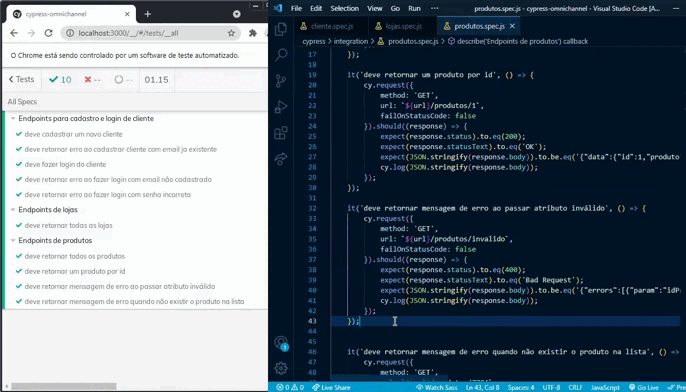 cypress-omnichannel
localhost:3000/__/#/tests/__all
O Chrome está sendo controlado por um software de teste automatizado.
Tests
10
--
--
01.15
All Specs
Endpoints para cadastro e login de cliente
deve cadastrar um novo cliente
deve retornar erro ao cadastrar cliente com email ja existente
deve fazer login do cliente
deve retornar erro ao fazer login com email não cadastrado
deve retornar erro ao fazer login com senha incorreta
Endpoints de lojas
deve retornar todas as lojas
Endpoints de produtos
deve retornar todos os produtos
deve retornar um produto por id
deve retornar mensagem de erro ao passar atributo inválido
deve retornar mensagem de erro quando não existir o produto na lista
File Edit Selection View Go Run ···
produtos.spec.js - cypress-omnichannel - Visual Studio Code [A...
cliente.spec.js
lojas.spec.js
produtos.spec.js
cypress > integration > produtos.spec.js > describe('Endpoints de produtos') callback
17 });
18
19 it('deve retornar um produto por id', () => {
20 cy.request({
21 method: 'GET',
22 url: `${url}/produtos/1`,
23 failOnStatusCode: false
24 }).should((response) => {
25 expect(response.status).to.eq(200);
26 expect(response.statusText).to.eq('OK');
27 expect(JSON.stringify(response.body)).to.be.eq('{"data":{"id":1,"produto
28 cy.log(JSON.stringify(response.body));
29 });
30 });
31
32 it('deve retornar mensagem de erro ao passar atributo inválido', () => {
33 cy.request({
34 method: 'GET',
35 url: `${url}/produtos/invalido`,
36 failOnStatusCode: false
37 }).should((response) => {
38 expect(response.status).to.eq(400);
39 expect(response.statusText).to.eq('Bad Request');
40 expect(JSON.stringify(response.body)).to.be.eq('{"errors":[{"param":"idP
41 cy.log(JSON.stringify(response.body));
42 });
43 });
44
45
46 it('deve retornar mensagem de erro quando não existir o produto na lista', () =>
47 cy.request({
48 method: 'GET',
0 0 Live Share
Watch Sass Ln 43, Col 8 Spaces: 4 UTF-8 CRLF JavaScript Go Live